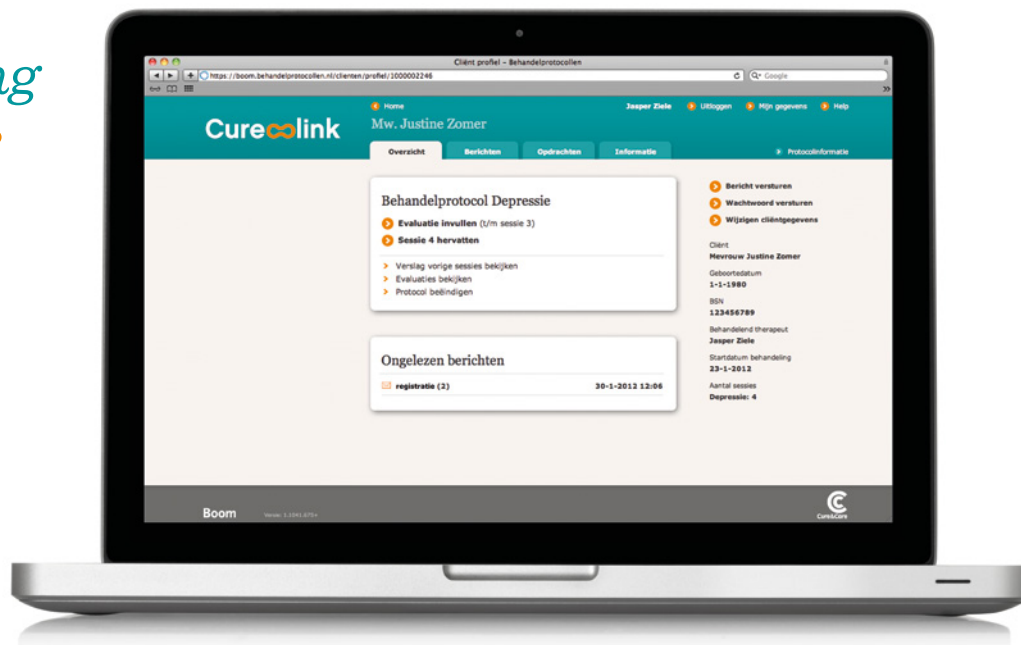 ng
Cliënt profiel – Behandelprotocollen
https://boom.behandelprotocollen.nl/clienten/profiel/1000002246
Google
Home
Jasper Ziele
Uitloggen
Mijn gegevens
Help
Curelink
Mw. Justine Zomer
Overzicht
Berichten
Opdrachten
Informatie
Protocolinformatie
Behandelprotocol Depressie
Evaluatie invullen (t/m sessie 3)
Sessie 4 hervatten
Verslag vorige sessies bekijken
Evaluaties bekijken
Protocol beëindigen
Ongelezen berichten
registratie (2) 30-1-2012 12:06
Bericht versturen
Wachtwoord versturen
Wijzigen cliëntgegevens
Cliënt
Mevrouw Justine Zomer
Geboortedatum
1-1-1980
BSN
123456789
Behandelend therapeut
Jasper Ziele
Startdatum behandeling
23-1-2012
Aantal sessies
Depressie: 4
Boom
Cure&Care